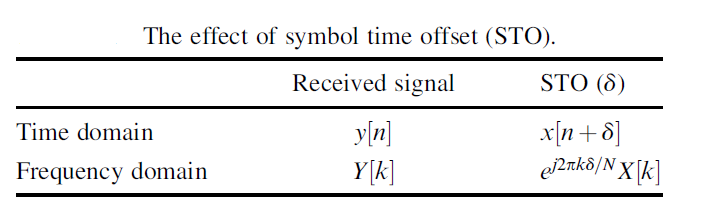 The effect of symbol time offset (STO).
Received signal STO (δ)
Time domain y[n] x[n+δ]
Frequency domain Y[k] e^{j2πkδ/N}X[k]